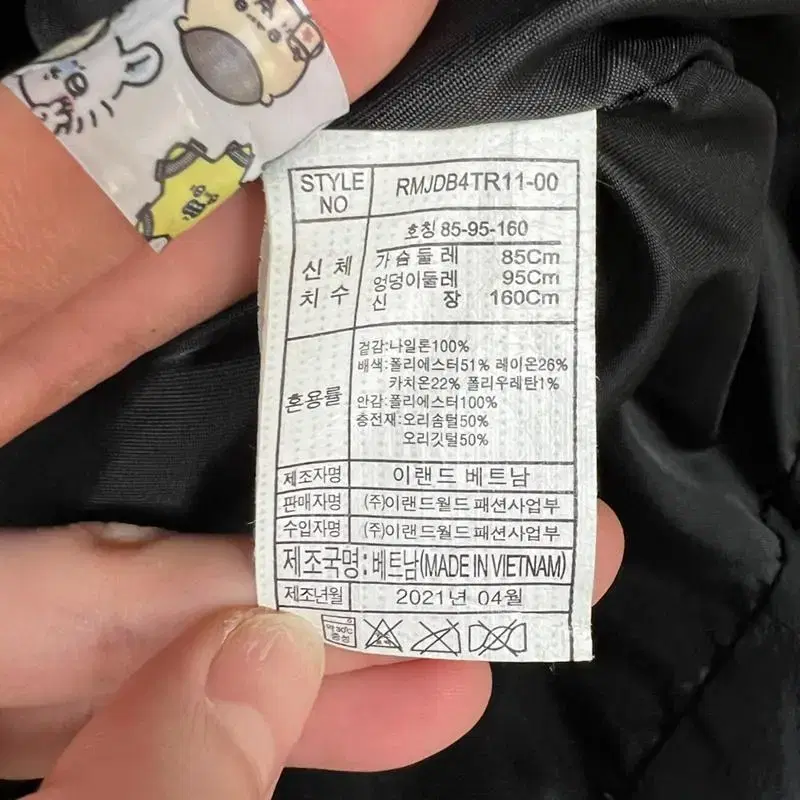 STYLE NO RMJDB4TR11-00
호칭 85-95-160
신체 치수
가슴둘레 85Cm
엉덩이둘레 95Cm
신장 160Cm
혼용률
겉감:나일론100%
배색:폴리에스터51% 레이온26%
카치온22% 폴리우레탄1%
안감:폴리에스터100%
충전재:오리솜털50%
오리깃털50%
제조자명 이랜드 베트남
판매자명 (주)이랜드월드 패션사업부
수입자명 (주)이랜드월드 패션사업부
제조국명:베트남(MADE IN VIETNAM)
제조년월 2021년 04월
약 30℃
중성